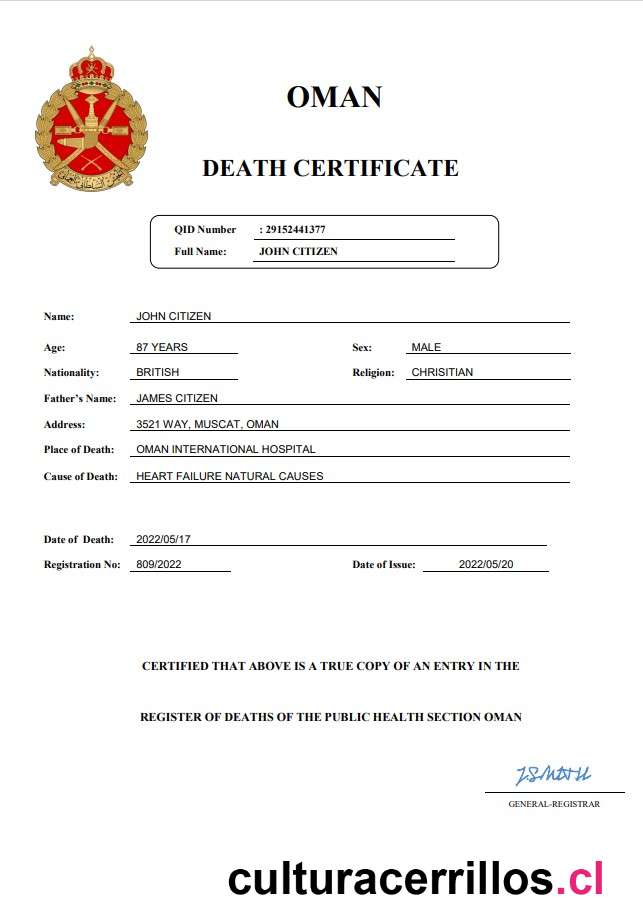 OMAN
DEATH CERTIFICATE
QID Number : 29152441377
Full Name: JOHN CITIZEN
Name: JOHN CITIZEN
Age: 87 YEARS Sex: MALE
Nationality: BRITISH Religion: CHRISITIAN
Father's Name: JAMES CITIZEN
Address: 3521 WAY, MUSCAT, OMAN
Place of Death: OMAN INTERNATIONAL HOSPITAL
Cause of Death: HEART FAILURE NATURAL CAUSES
Date of Death: 2022/05/17
Registration No: 809/2022 Date of Issue: 2022/05/20
CERTIFIED THAT ABOVE IS A TRUE COPY OF AN ENTRY IN THE
REGISTER OF DEATHS OF THE PUBLIC HEALTH SECTION OMAN
J.SMITH
GENERAL-REGISTRAR
culturacerrillos.cl